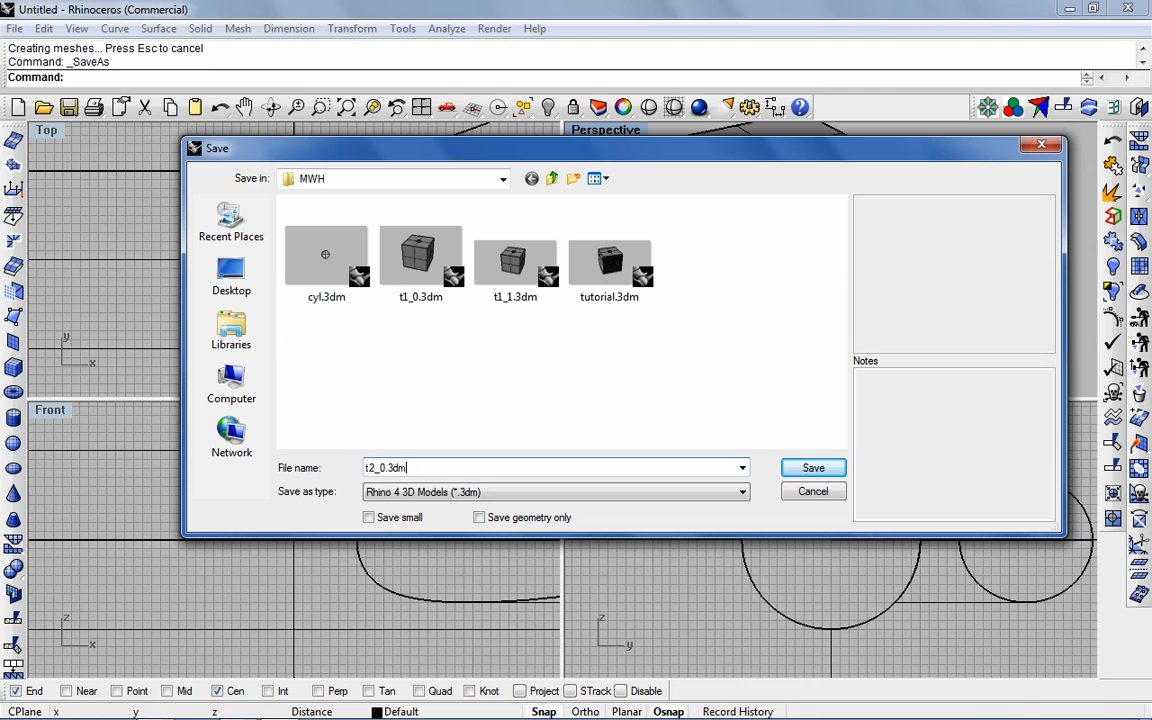 Untitled - Rhinoceros (Commercial)
File Edit View Curve Surface Solid Mesh Dimension Transform Tools Analyze Render Help
Creating meshes... Press Esc to cancel
Command: _SaveAs
Command:
Top
Perspective
Save
Save in: MWH
Recent Places
Desktop
Libraries
Computer
Network
cyl.3dm t1_0.3dm t1_1.3dm tutorial.3dm
Notes
File name: t2_0.3dm Save
Save as type: Rhino 4 3D Models (*.3dm) Cancel
Save small Save geometry only
y
x
Front
z
x
z
y
End Near Point Mid Cen Int Perp Tan Quad Knot Project STrack Disable
CPlane x y z Distance Default Snap Ortho Planar Osnap Record History